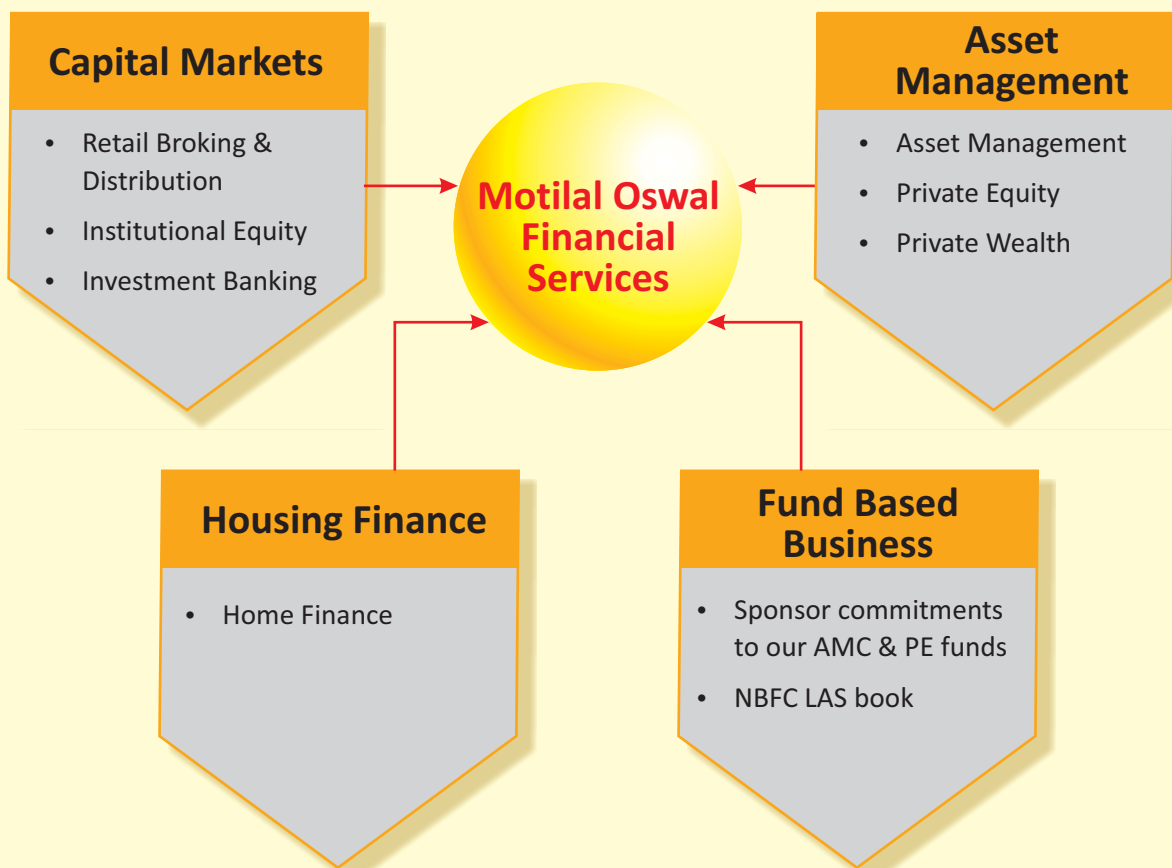 Capital Markets
• Retail Broking &
Distribution
• Institutional Equity
• Investment Banking
Motilal Oswal
Financial
Services
Asset
Management
• Asset Management
• Private Equity
• Private Wealth
Housing Finance
• Home Finance
Fund Based
Business
• Sponsor commitments
to our AMC & PE funds
• NBFC LAS book